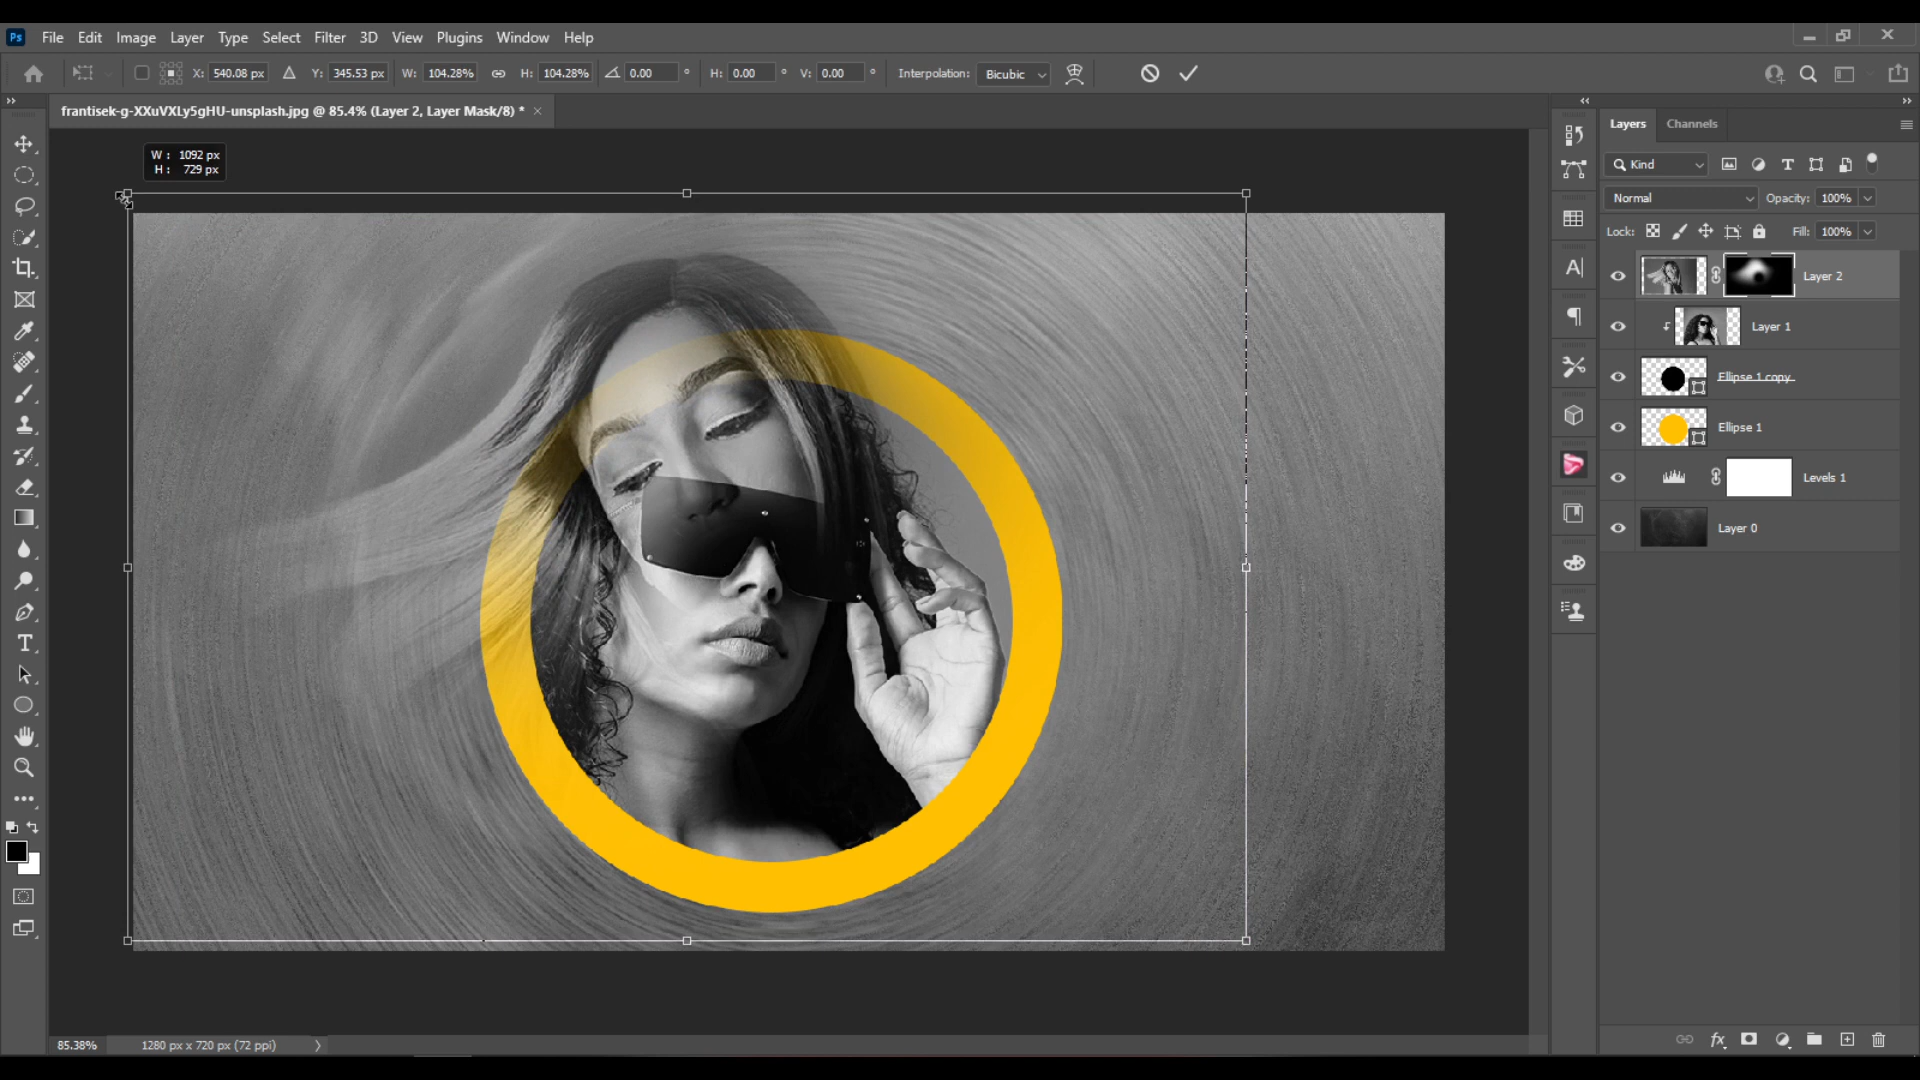 Ps File Edit Image Layer Type Select Filter 3D View Plugins Window Help
X: 540.08 px Y: 345.53 px W: 104.28% H: 104.28% 0.00 ° H: 0.00 ° V: 0.00 ° Interpolation: Bicubic
frantisek-g-XXuVXLy5gHU-unsplash.jpg @ 85.4% (Layer 2, Layer Mask/8) * ×
W : 1092 px
H : 729 px
Layers Channels
Kind
Normal Opacity: 100%
Lock: Fill: 100%
Layer 2
Layer 1
Ellipse 1 copy
Ellipse 1
Levels 1
Layer 0
fx
85.38% 1280 px x 720 px (72 ppi)